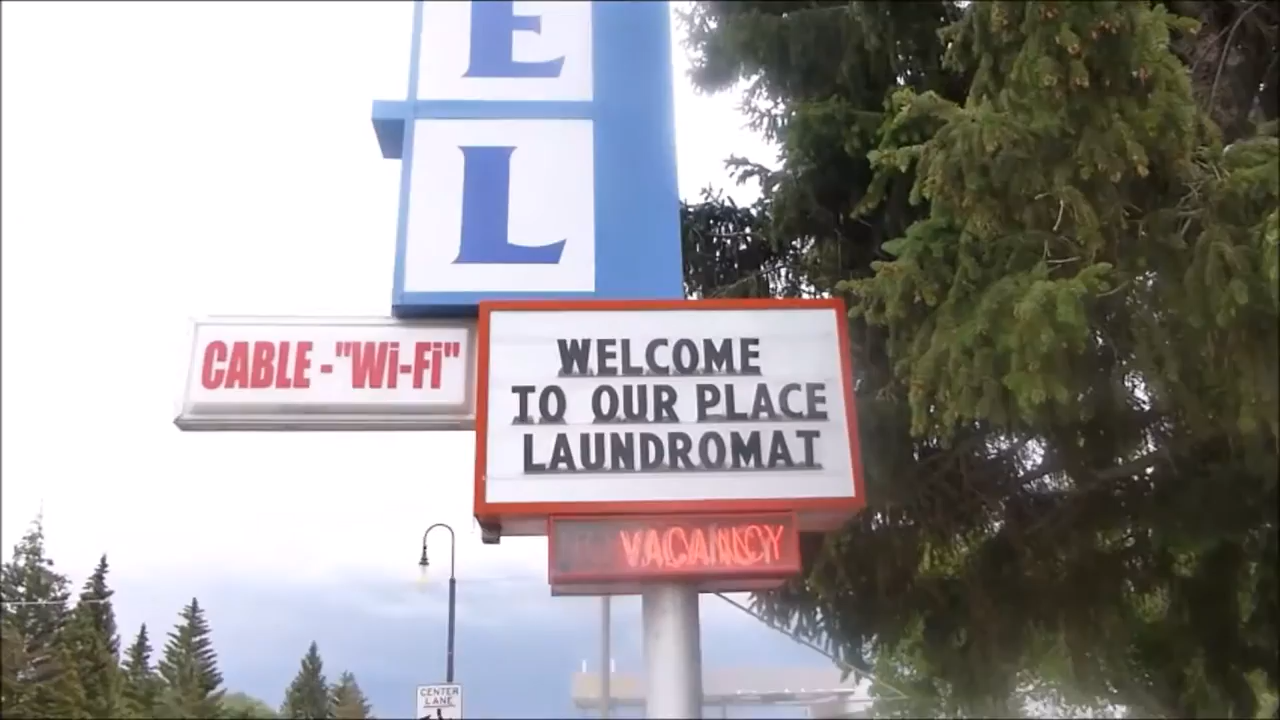 E
L
CABLE - "Wi-Fi"
WELCOME
TO OUR PLACE
LAUNDROMAT
VACANCY
CENTER
LANE